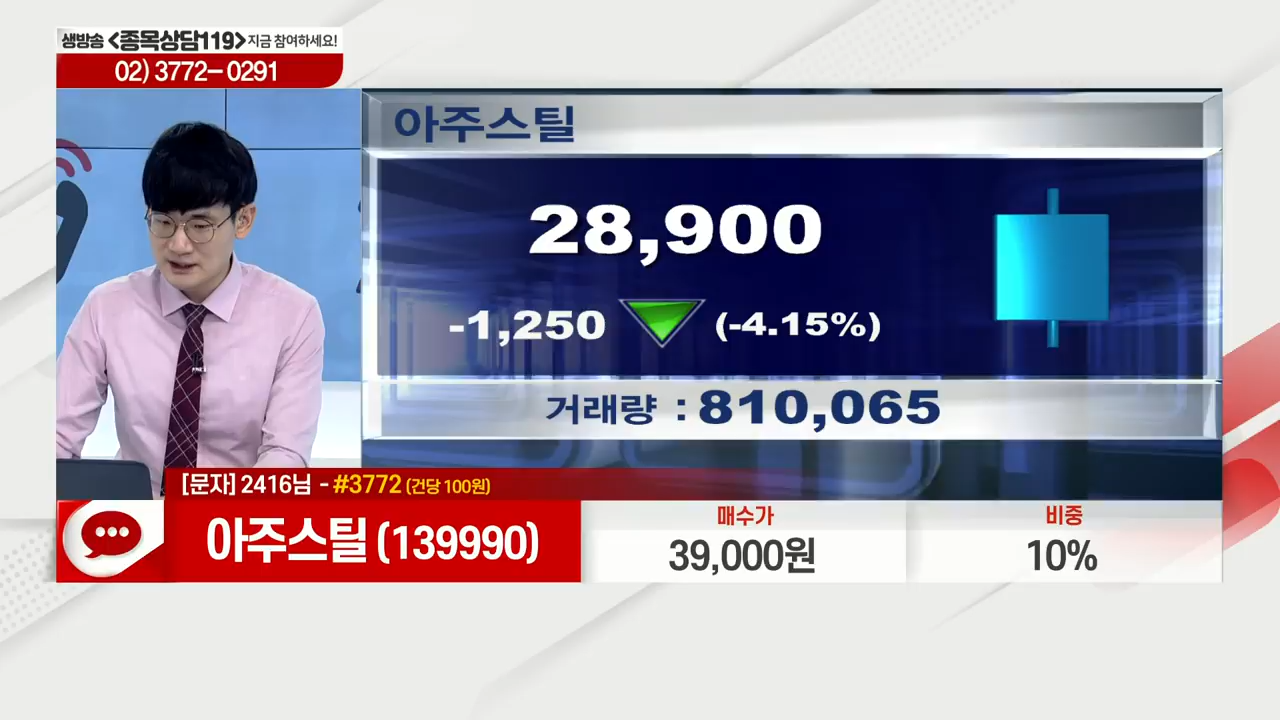 생방송 <종목상담119> 지금 참여하세요!
02) 3772-0291
아주스틸
28,900
-1,250 (-4.15%)
거래량 : 810,065
[문자] 2416님 - #3772 (건당 100원)
아주스틸 (139990)
매수가
39,000원
비중
10%